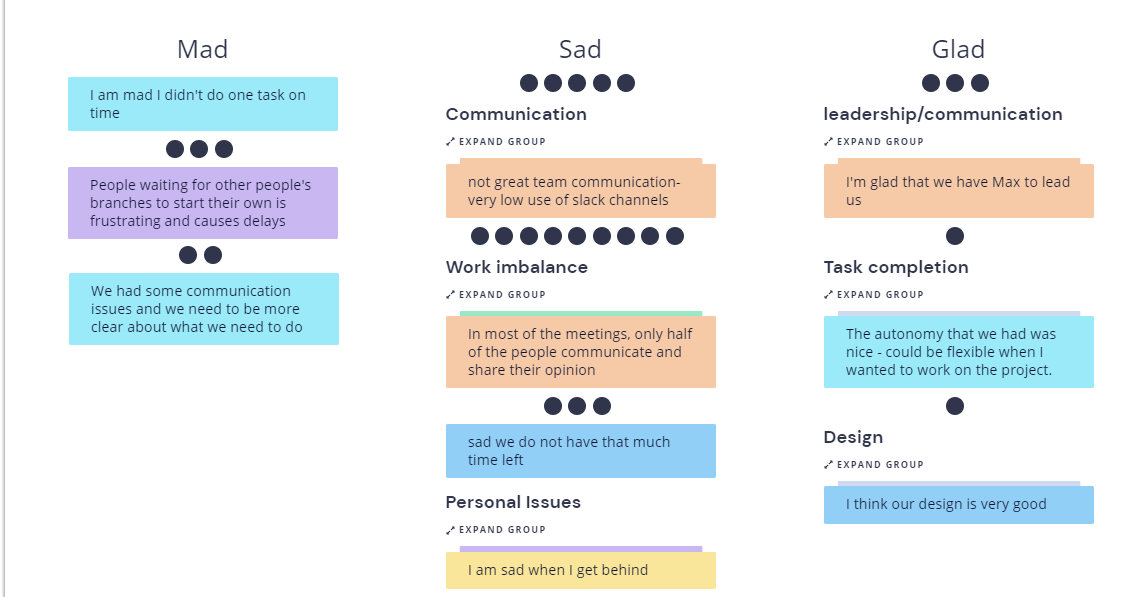 Mad
I am mad I didn't do one task on
time
People waiting for other people's
branches to start their own is
frustrating and causes delays
We had some communication
issues and we need to be more
clear about what we need to do
Sad
Communication
EXPAND GROUP
not great team communication-
very low use of slack channels
Work imbalance
EXPAND GROUP
In most of the meetings, only half
of the people communicate and
share their opinion
sad we do not have that much
time left
Personal Issues
EXPAND GROUP
I am sad when I get behind
Glad
leadership/communication
EXPAND GROUP
I'm glad that we have Max to lead
us
Task completion
EXPAND GROUP
The autonomy that we had was
nice - could be flexible when I
wanted to work on the project.
Design
EXPAND GROUP
I think our design is very good